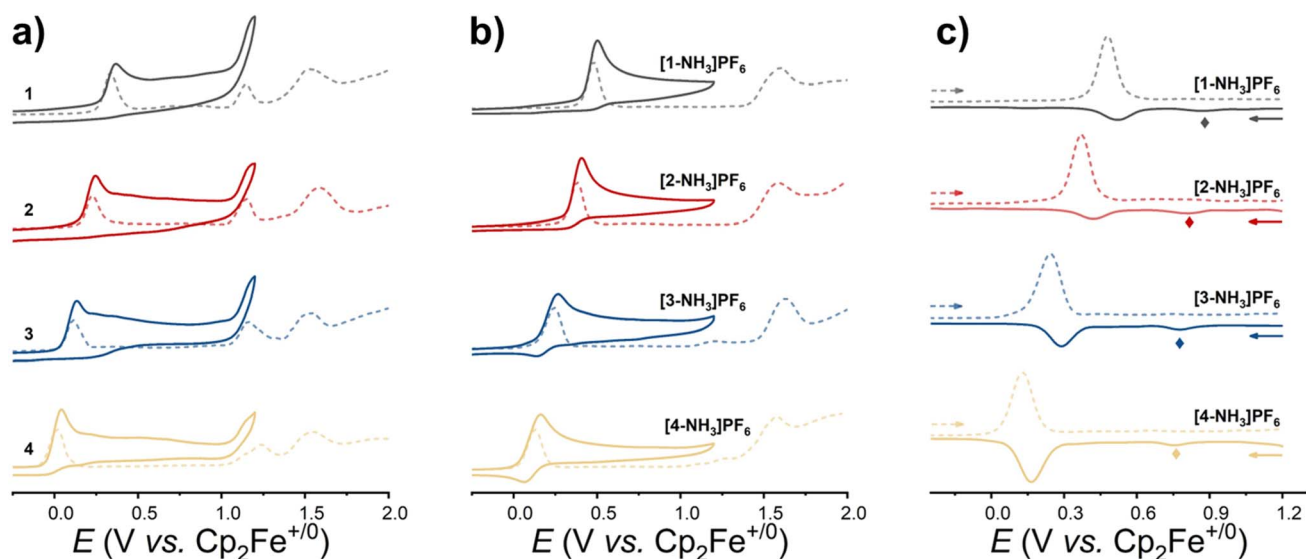 a)
1
2
3
4
0.0 0.5 1.0 1.5 2.0
E (V vs. Cp₂Fe⁺/⁰)
b)
[1-NH₃]PF₆
[2-NH₃]PF₆
[3-NH₃]PF₆
[4-NH₃]PF₆
0.0 0.5 1.0 1.5 2.0
E (V vs. Cp₂Fe⁺/⁰)
c)
[1-NH₃]PF₆
[2-NH₃]PF₆
[3-NH₃]PF₆
[4-NH₃]PF₆
0.0 0.3 0.6 0.9 1.2
E (V vs. Cp₂Fe⁺/⁰)